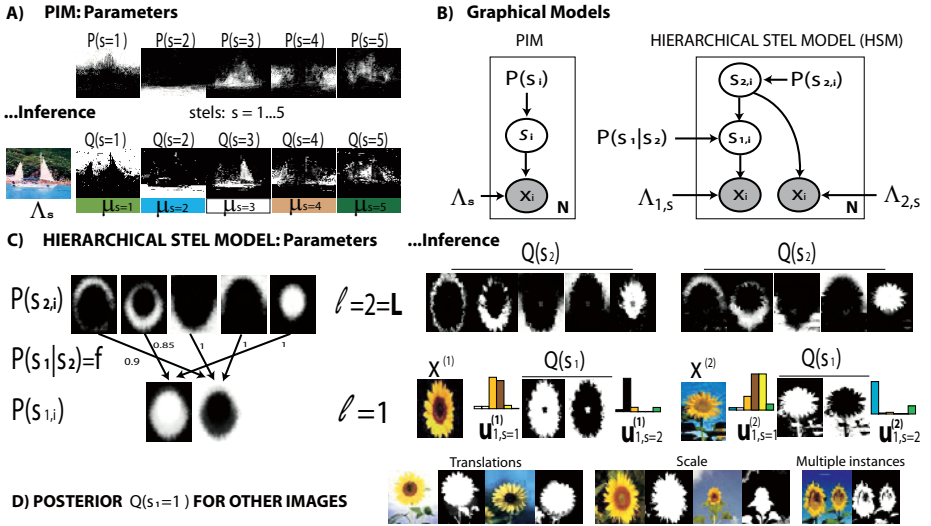 A) PIM: Parameters
P(s=1) P(s=2) P(s=3) P(s=4) P(s=5)
...Inference stels: s = 1...5
Q(s=1) Q(s=2) Q(s=3) Q(s=4) Q(s=5)
Λs μs=1 μs=2 μs=3 μs=4 μs=5
B) Graphical Models
PIM
P(si)
si
Λs
xi
N
HIERARCHICAL STEL MODEL (HSM)
s2,i P(s2,i)
P(s1|s2) s1,i
Λ1,s xi xi Λ2,s
N
C) HIERARCHICAL STEL MODEL: Parameters
P(s2,i) ℓ=2=L
P(s1|s2)=f
0.9 0.85 1 1 1
P(s1,i) ℓ=1
...Inference
Q(s2) Q(s2)
X(1) Q(s1) X(2) Q(s1)
u(1)1,s=1 u(1)1,s=2 u(2)1,s=1 u(2)1,s=2
Translations Scale Multiple instances
D) POSTERIOR Q(s1=1) FOR OTHER IMAGES